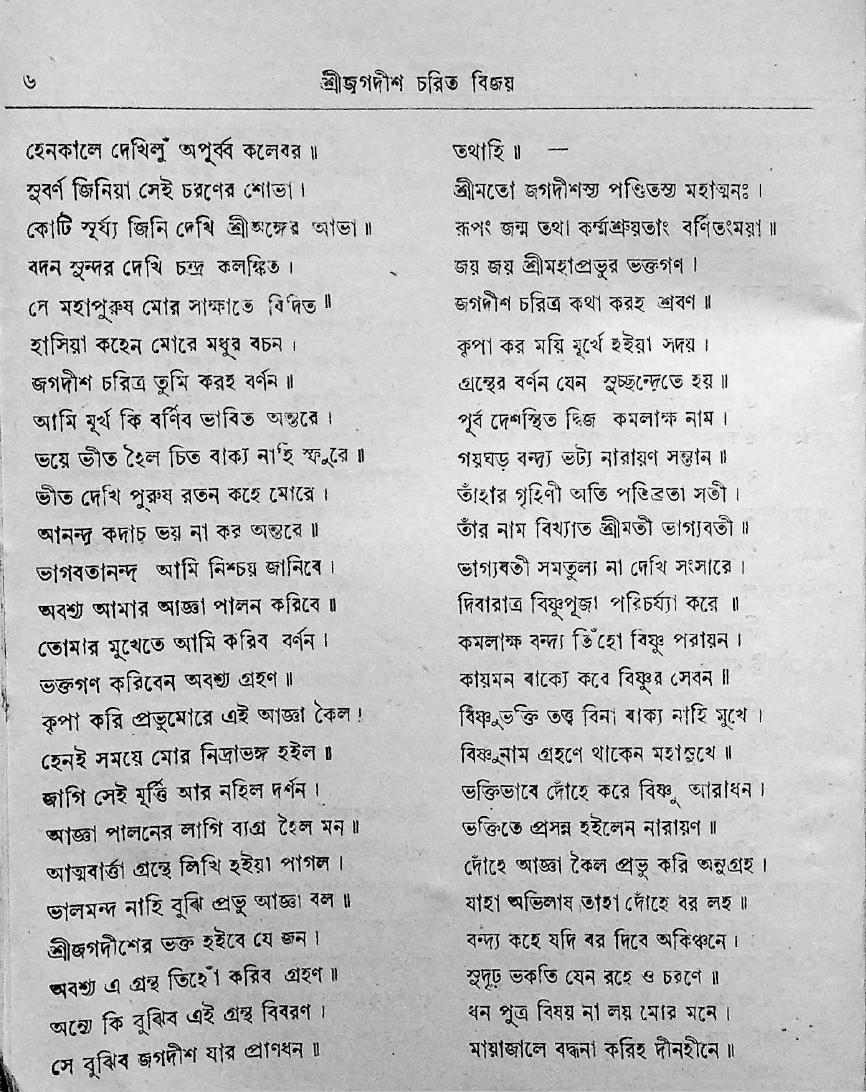 ৬
শ্রীজগদীশ চরিত বিজয়
হেনকালে দেখিলুঁ অপূর্ব্ব কলেবর॥
সুবর্ণ জিনিয়া সেই চরণের শোভা।
কোটি সূর্য্য জিনি দেখি শ্রীঅঙ্গের আভা॥
বদন সুন্দর দেখি চন্দ্র কলঙ্কিত।
সে মহাপুরুষ মোর সাক্ষাতে বিদিত॥
হাসিয়া কহেন মোরে মধুর বচন।
জগদীশ চরিত্র তুমি করহ বর্ণন॥
আমি মূর্খ কি বর্ণিব ভাবিত অন্তরে।
ভয়ে ভীত হৈল চিত বাক্য নাহি স্ফুরে॥
ভীত দেখি পুরুষ রতন কহে মোরে।
আনন্দ কদাচ ভয় না কর অন্তরে॥
ভাগবতানন্দ আমি নিশ্চয় জানিবে।
অবশ্য আমার আজ্ঞা পালন করিবে॥
তোমার মুখেতে আমি করিব বর্ণন।
ভক্তগণ করিবেন অবশ্য গ্রহণ॥
কৃপা করি প্রভুমোরে এই আজ্ঞা কৈল।
হেনই সময়ে মোর নিদ্রাভঙ্গ হইল॥
জাগি সেই মূর্ত্তি আর নহিল দর্শন।
আজ্ঞা পালনের লাগি ব্যগ্র হৈল মন॥
আত্মবার্ত্তা গ্রন্থে লিখি হইয়া পাগল।
ভালমন্দ নাহি বুঝি প্রভু আজ্ঞা বল॥
শ্রীজগদীশের ভক্ত হইবে যে জন।
অবশ্য এ গ্রন্থ তিহোঁ করিব গ্রহণ॥
অন্যে কি বুঝিব এই গ্রন্থ বিবরণ।
সে বুঝিব জগদীশ যার প্রাণধন॥
তথাহি॥ —
শ্রীমতো জগদীশস্য পণ্ডিতস্য মহাত্মনঃ।
রূপং জন্ম তথা কর্ম্মশ্রুয়তাং বর্ণিতংময়া॥
জয় জয় শ্রীমহাপ্রভুর ভক্তগণ।
জগদীশ চরিত্র কথা করহ শ্রবণ॥
কৃপা কর ময়ি মূর্খে হইয়া সদয়।
গ্রন্থের বর্ণন যেন সুচ্ছন্দেতে হয়॥
পূর্ব দেশস্থিত দ্বিজ কমলাক্ষ নাম।
গয়ঘড় বন্দ্য ভট্য নারায়ণ সন্তান॥
তাঁহার গৃহিণী অতি পতিব্রতা সতী।
তাঁর নাম বিখ্যাত শ্রীমতী ভাগ্যবতী॥
ভাগ্যবতী সমতুল্য না দেখি সংসারে।
দিবারাত্র বিষ্ণুপূজা পরিচর্য্যা করে॥
কমলাক্ষ বন্দ্য তিঁহো বিষ্ণু পরায়ন।
কায়মন বাক্যে করে বিষ্ণুর সেবন॥
বিষ্ণুভক্তি তত্ত্ব বিনা বাক্য নাহি মুখে।
বিষ্ণুনাম গ্রহণে থাকেন মহাসুখে॥
ভক্তিভাবে দোঁহে করে বিষ্ণু আরাধন।
ভক্তিতে প্রসন্ন হইলেন নারায়ণ॥
দোঁহে আজ্ঞা কৈল প্রভু করি অনুগ্রহ।
যাহা অভিলাষ তাহা দোঁহে বর লহ॥
বন্দ্য কহে যদি বর দিবে অকিঞ্চনে।
সুদৃঢ় ভকতি যেন রহে ও চরণে॥
ধন পুত্র বিষয় না লয় মোর মনে।
মায়াজালে বদ্ধনা করিহ দীনহীনে॥